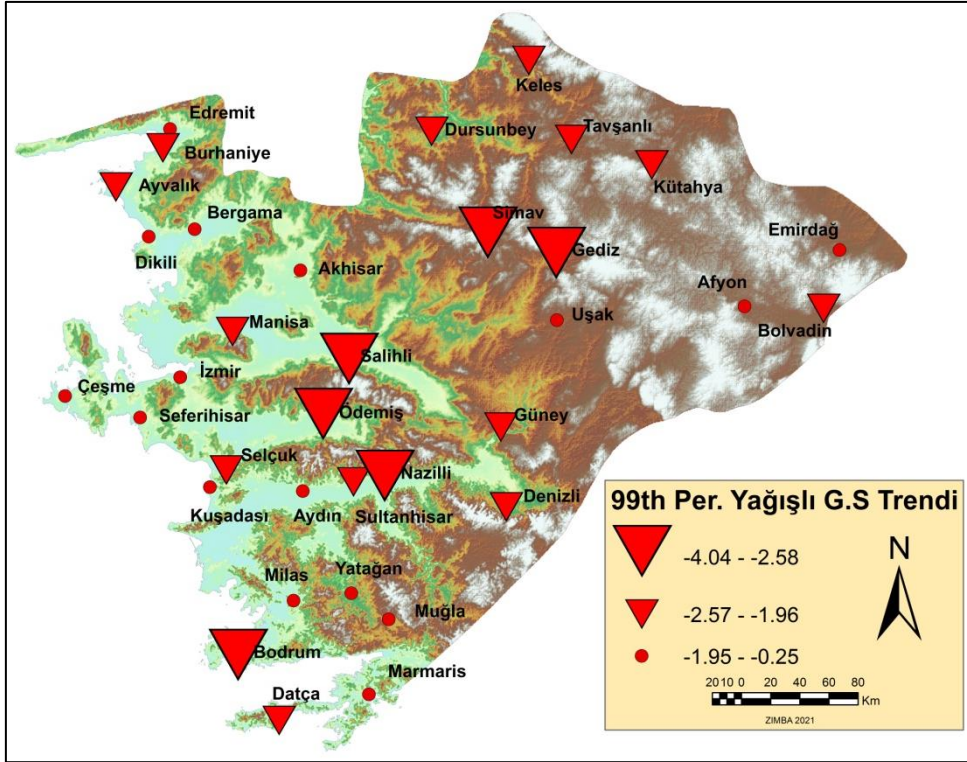 Keles
Edremit
Dursunbey
Tavşanlı
Burhaniye
Kütahya
Ayvalık
Simav
Bergama
Emirdağ
Dikili
Gediz
Akhisar
Afyon
Uşak
Manisa
Bolvadin
Salihli
İzmir
Çeşme
Ödemiş
Güney
Seferihisar
Selçuk
Nazilli
Denizli
Kuşadası
Aydın
Sultanhisar
Milas
Yatağan
Muğla
Bodrum
Marmaris
Datça
99th Per. Yağışlı G.S Trendi
-4.04 - -2.58
-2.57 - -1.96
-1.95 - -0.25
N
20 10 0 20 40 60 80
Km
ZIMBA 2021